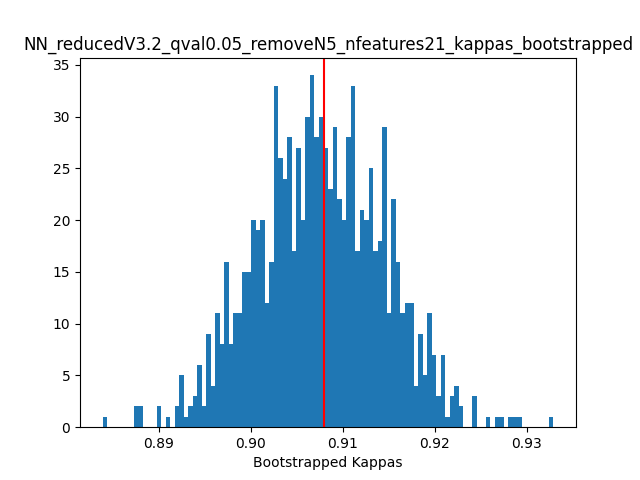 NN_reducedV3.2_qval0.05_removeN5_nfeatures21_kappas_bootstrapped
35
30
25
20
15
10
5
0
0.89 0.90 0.91 0.92 0.93
Bootstrapped Kappas